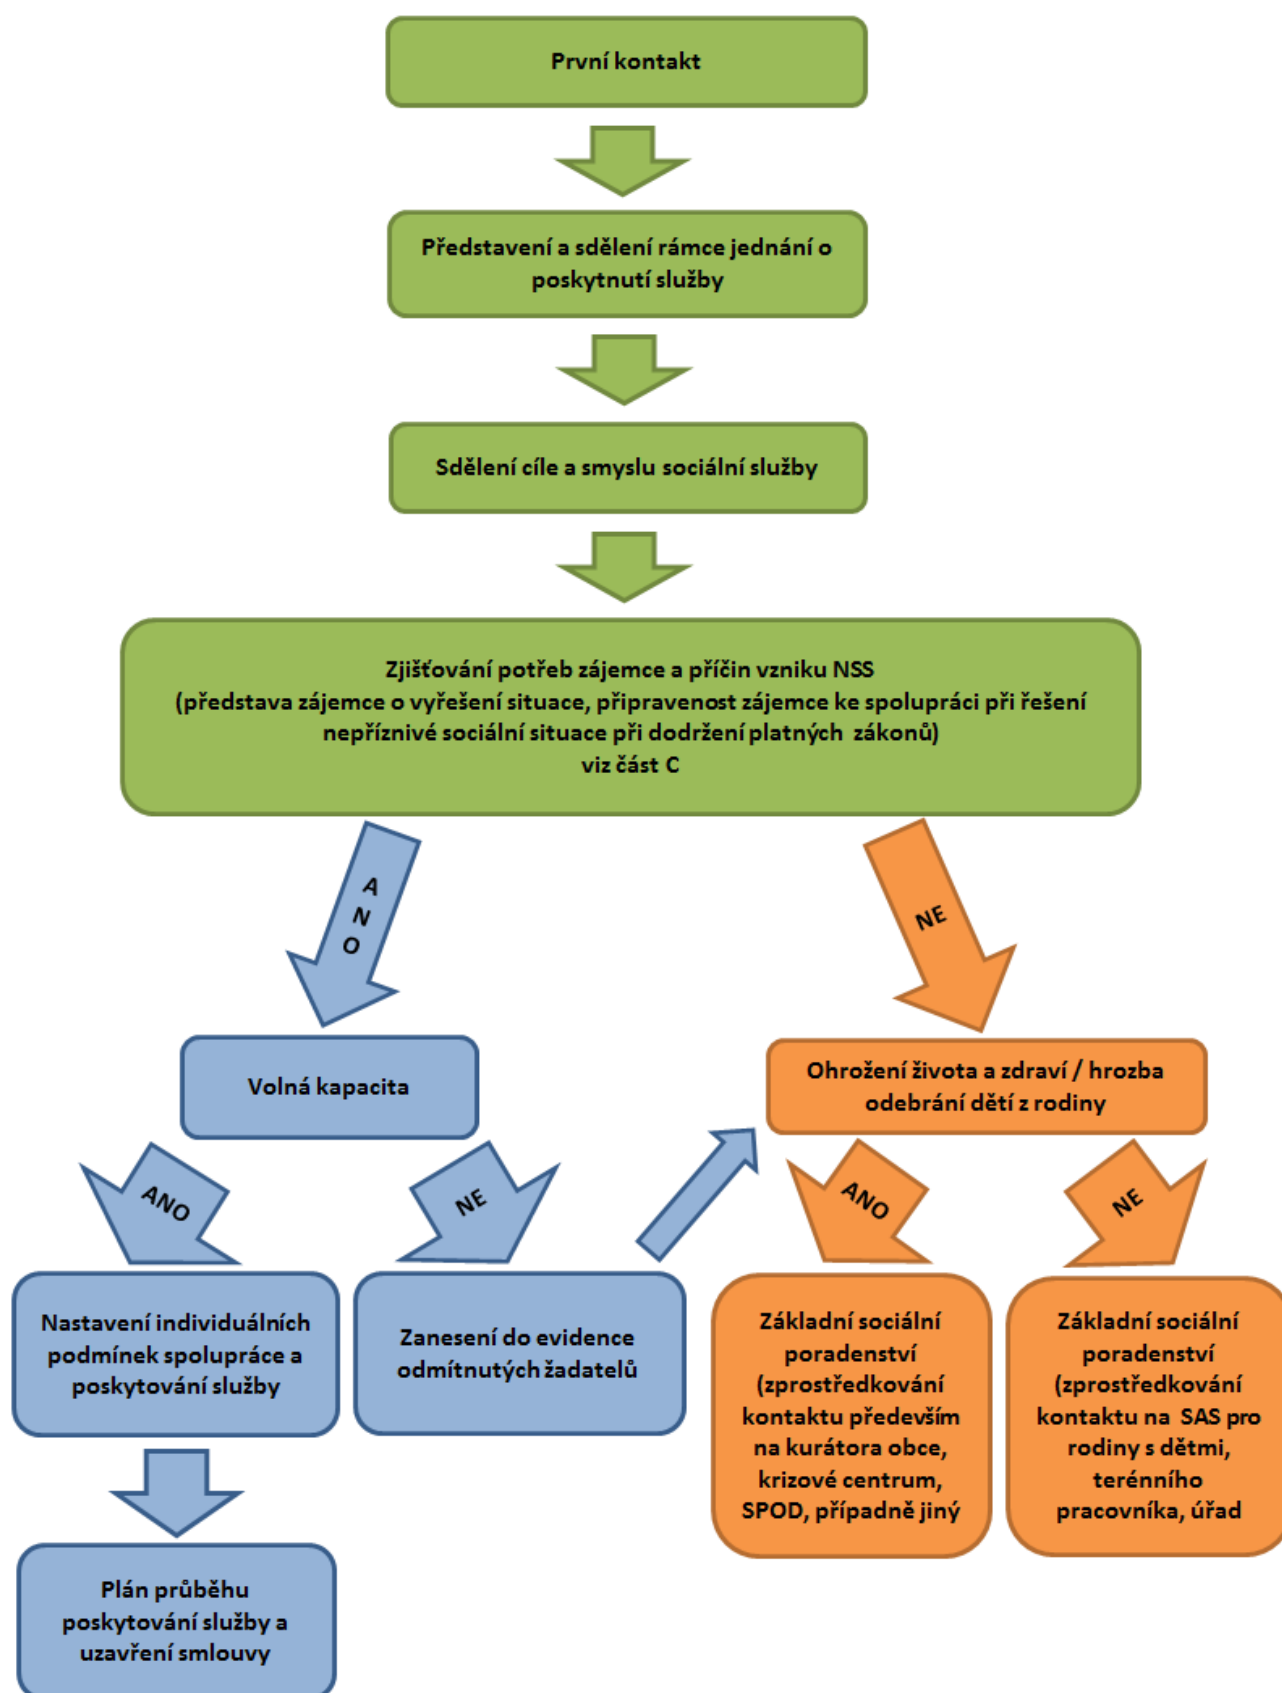 První kontakt
Představení a sdělení rámce jednání o
poskytnutí služby
Sdělení cíle a smyslu sociální služby
Zjišťování potřeb zájemce a příčin vzniku NSS
(představa zájemce o vyřešení situace, připravenost zájemce ke spolupráci při řešení
nepříznivé sociální situace při dodržení platných zákonů)
viz část C
ANO
NE
Volná kapacita
Ohrožení života a zdraví / hrozba
odebrání dětí z rodiny
ANO
NE
ANO
NE
Nastavení individuálních
podmínek spolupráce a
poskytování služby
Zanesení do evidence
odmítnutých žadatelů
Základní sociální
poradenství
(zprostředkování
kontaktu především
na kurátora obce,
krizové centrum,
SPOD, případně jiný
Základní sociální
poradenství
(zprostředkování
kontaktu na SAS pro
rodiny s dětmi,
terénního
pracovníka, úřad
Plán průběhu
poskytování služby a
uzavření smlouvy